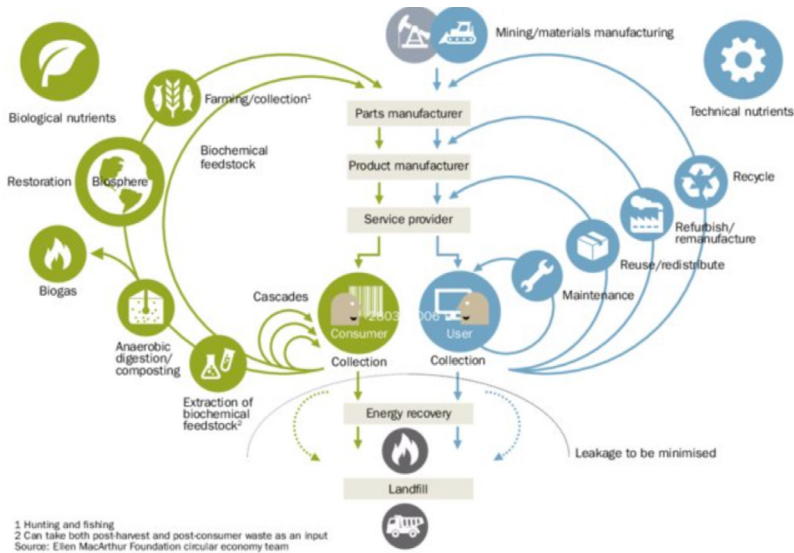 Mining/materials manufacturing
Biological nutrients
Technical nutrients
Farming/collection¹
Parts manufacturer
Biochemical
feedstock
Restoration
Biosphere
Product manufacturer
Recycle
Service provider
Refurbish/
remanufacture
Reuse/redistribute
Biogas
Cascades
Maintenance
Consumer
User
Anaerobic
digestion/
composting
Collection
Collection
Extraction of
biochemical
feedstock²
Energy recovery
Leakage to be minimised
Landfill
1 Hunting and fishing
2 Can take both post-harvest and post-consumer waste as an input
Source: Ellen MacArthur Foundation circular economy team